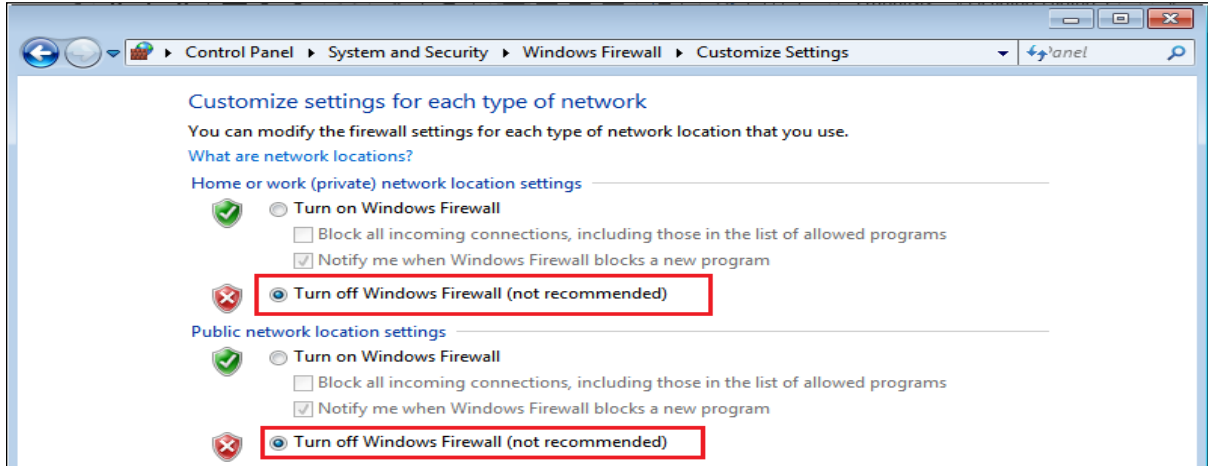 Control Panel ▸ System and Security ▸ Windows Firewall ▸ Customize Settings
Customize settings for each type of network
You can modify the firewall settings for each type of network location that you use.
What are network locations?
Home or work (private) network location settings
Turn on Windows Firewall
Block all incoming connections, including those in the list of allowed programs
Notify me when Windows Firewall blocks a new program
Turn off Windows Firewall (not recommended)
Public network location settings
Turn on Windows Firewall
Block all incoming connections, including those in the list of allowed programs
Notify me when Windows Firewall blocks a new program
Turn off Windows Firewall (not recommended)